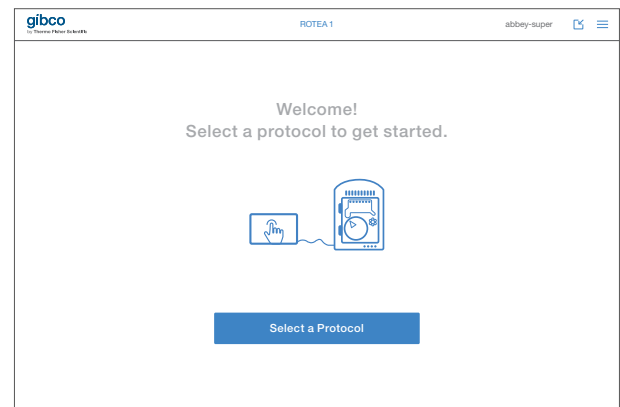 gibco
by Thermo Fisher Scientific
ROTEA 1
abbey-super
Welcome!
Select a protocol to get started.
Select a Protocol